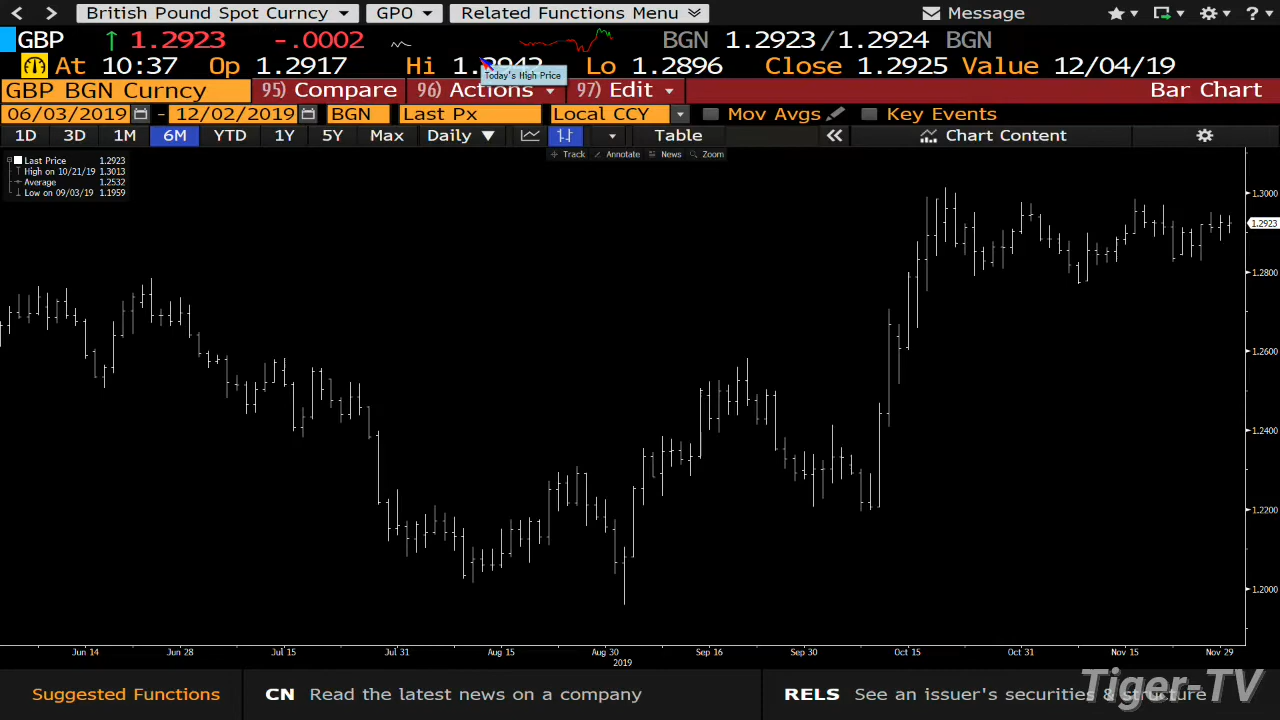 British Pound Spot Curncy GPO Related Functions Menu Message ?
GBP 1.2923 -.0002 BGN 1.2923/1.2924 BGN
At 10:37 Op 1.2917 Hi 1.2942 Lo 1.2896 Close 1.2925 Value 12/04/19
Today's High Price
GBP BGN Curncy 95) Compare 96) Actions 97) Edit Bar Chart
06/03/2019 - 12/02/2019 BGN Last Px Local CCY Mov Avgs Key Events
1D 3D 1M 6M YTD 1Y 5Y Max Daily ▼ Table Chart Content
Track Annotate News Zoom
Last Price 1.2923
High on 10/21/19 1.3013
Average 1.2532
Low on 09/03/19 1.1959
1.3000
1.2923
1.2800
1.2600
1.2400
1.2200
1.2000
Jun 14 Jun 28 Jul 15 Jul 31 Aug 15 Aug 30 Sep 16 Sep 30 Oct 15 Oct 31 Nov 15 Nov 29
2019
Suggested Functions CN Read the latest news on a company RELS See an issuer's securities & structure
Tiger-TV